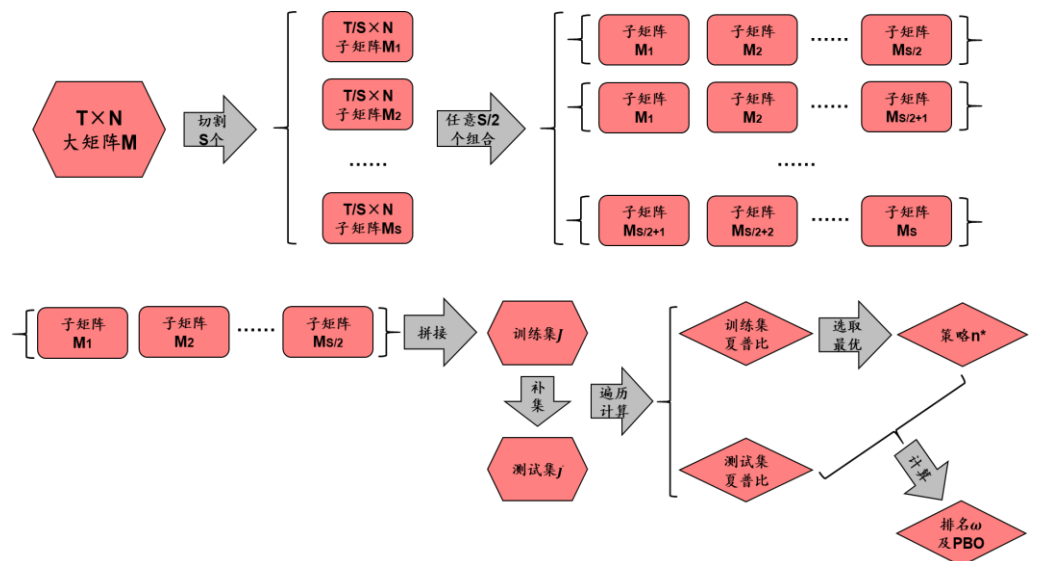 T×N
大矩阵M
切割
S个
T/S×N
子矩阵M1
T/S×N
子矩阵M2
······
T/S×N
子矩阵MS
任意S/2
个组合
子矩阵
M1
子矩阵
M2
······
子矩阵
MS/2
子矩阵
M1
子矩阵
M2
······
子矩阵
MS/2+1
······
子矩阵
MS/2+1
子矩阵
MS/2+2
······
子矩阵
MS
子矩阵
M1
子矩阵
M2
······
子矩阵
MS/2
拼接
训练集J
补
集
测试集j
遍历
计算
训练集
夏普比
选取
最优
策略n*
测试集
夏普比
计算
排名ω
及PBO